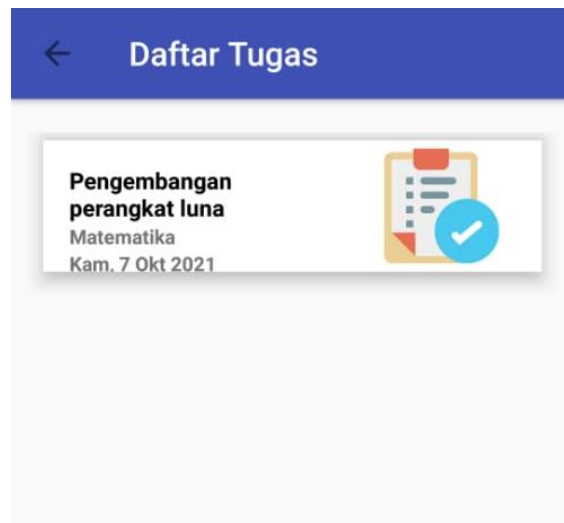 Daftar Tugas
Pengembangan
perangkat luna
Matematika
Kam, 7 Okt 2021